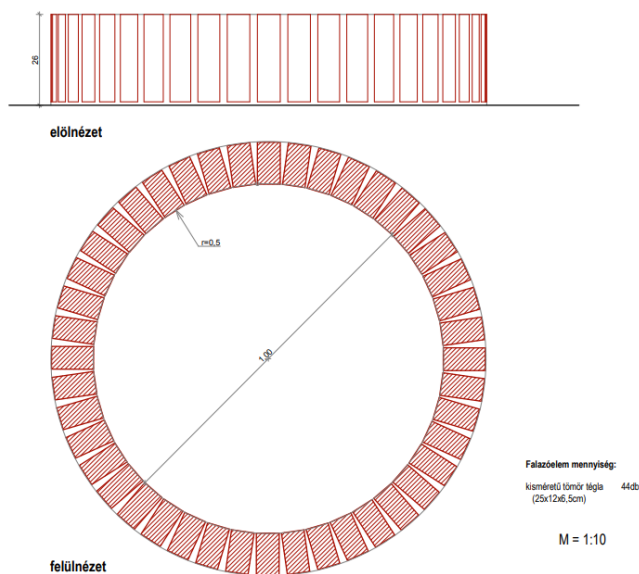 26
elölnézet
r=0,5
1,00
Falazóelem mennyiség:
kisméretű tömör tégla 44db
(25x12x6,5cm)
M = 1:10
felülnézet